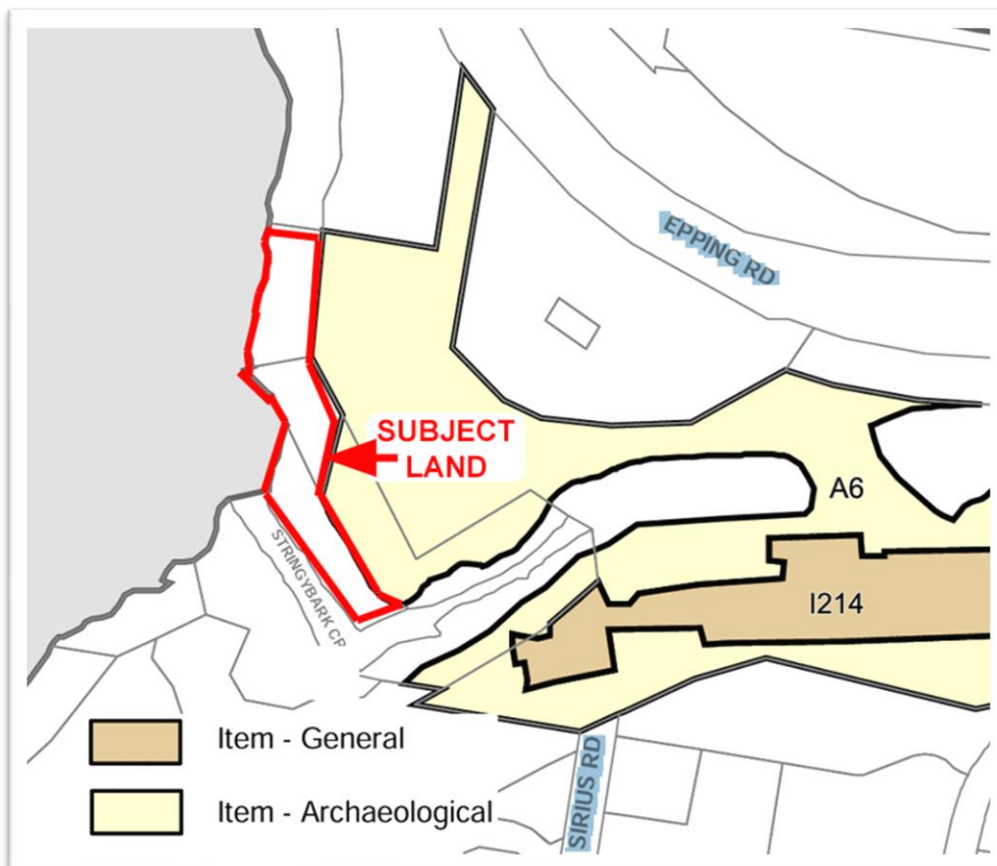 EPPING RD
SUBJECT
LAND
A6
STRINGYBARK CR
I214
Item - General
Item - Archaeological
SIRIUS RD